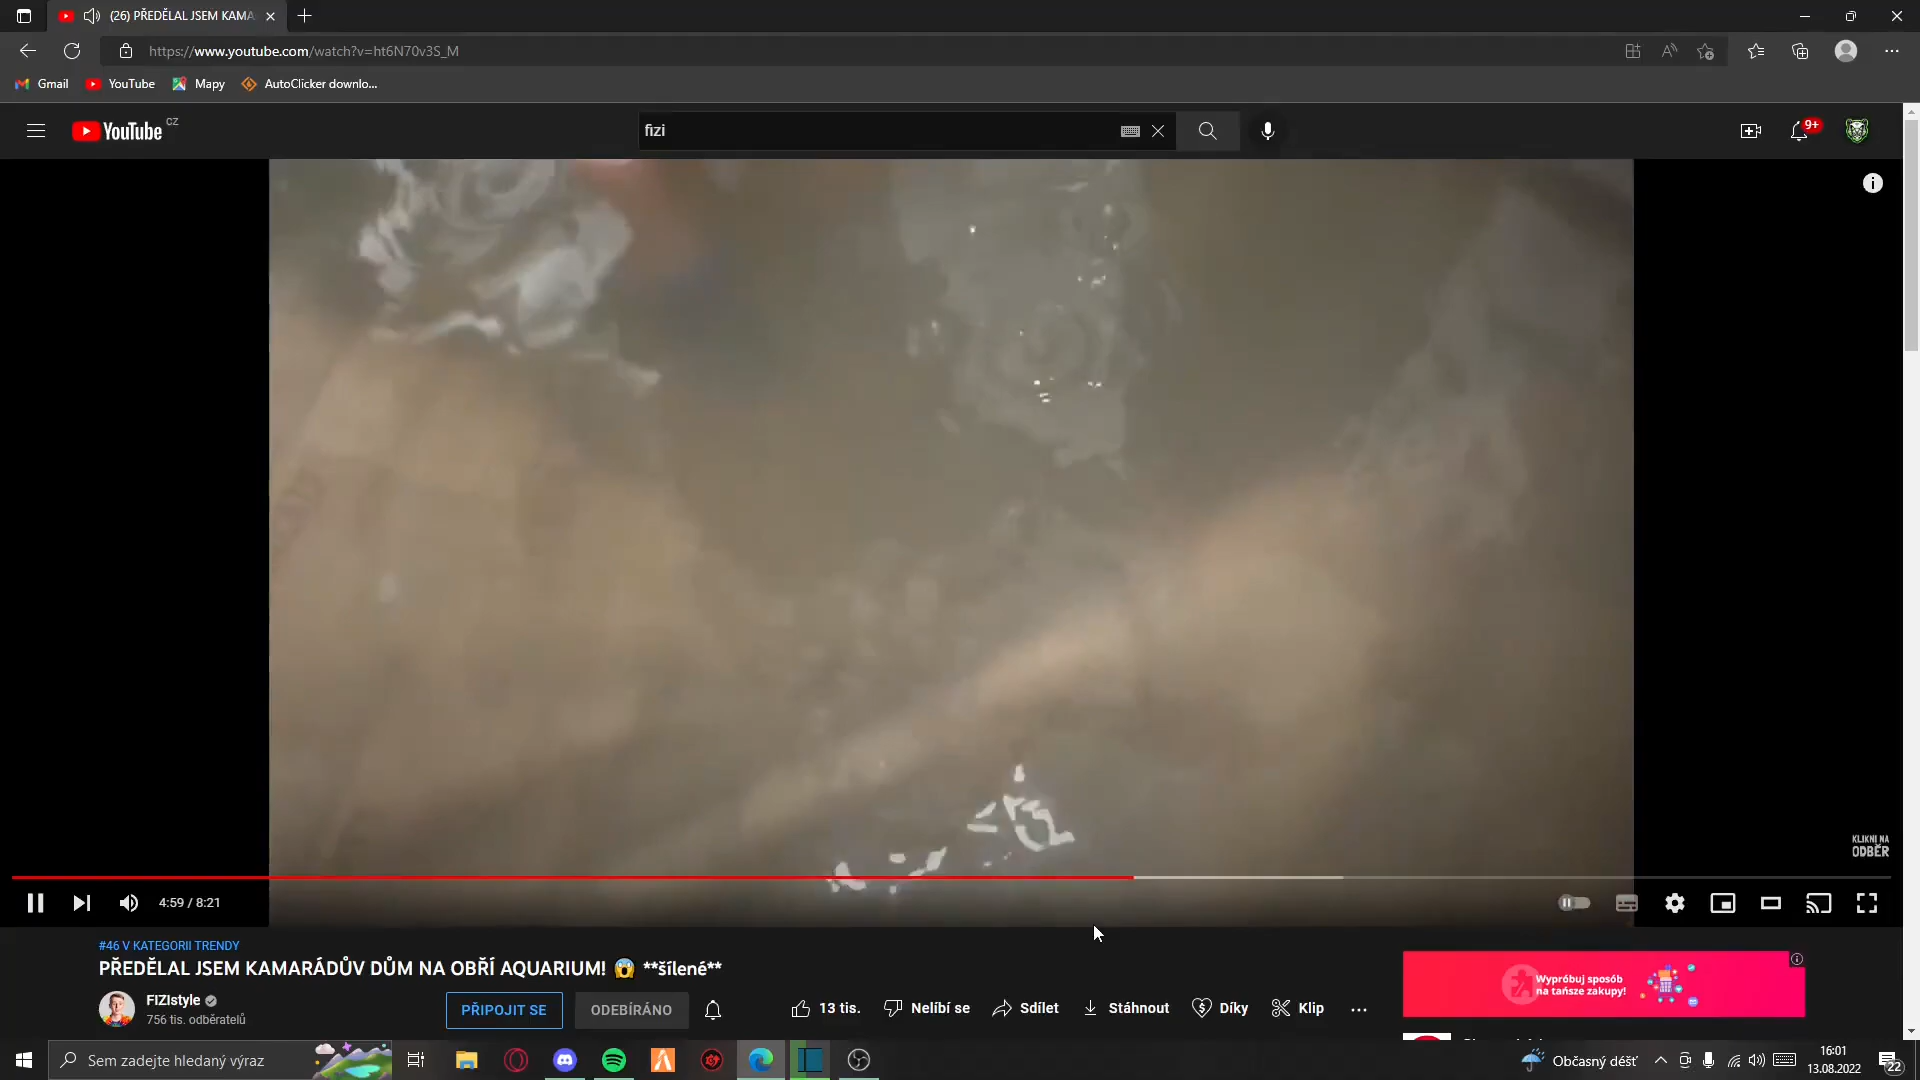 (26) PŘEDĚLAL JSEM KAMA
https://www.youtube.com/watch?v=ht6N70v3S_M
Gmail
YouTube
Mapy
AutoClicker downlo...
YouTube CZ
fizi
9+
KLIKNI NA
ODBĚR
4:59 / 8:21
#46 V KATEGORII TRENDY
PŘEDĚLAL JSEM KAMARÁDŮV DŮM NA OBŘÍ AQUARIUM! 😱 **šílené**
FIZIstyle
756 tis. odběratelů
PŘIPOJIT SE
ODEBÍRÁNO
13 tis.
Nelíbí se
Sdílet
Stáhnout
Díky
Klip
Wypróbuj sposób
na tańsze zakupy!
Sem zadejte hledaný výraz
Občasný déšť
16:01
13.08.2022
22